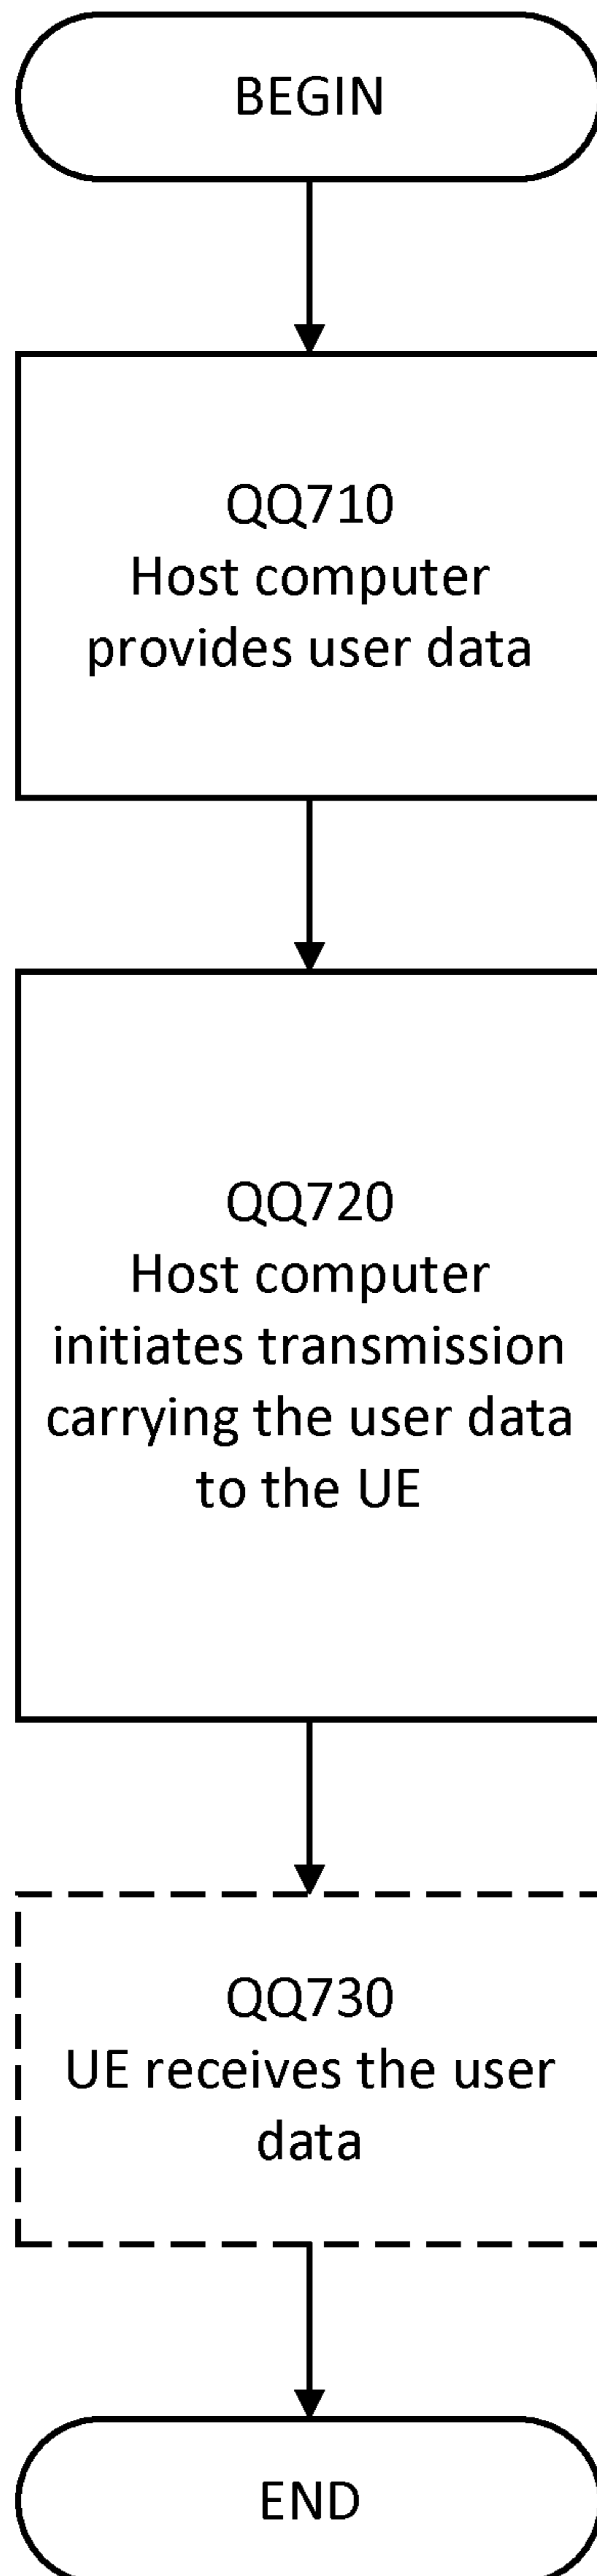 BEGIN
QQ710
Host computer
provides user data
QQ720
Host computer
initiates transmission
carrying the user data
to the UE
QQ730
UE receives the user
data
END